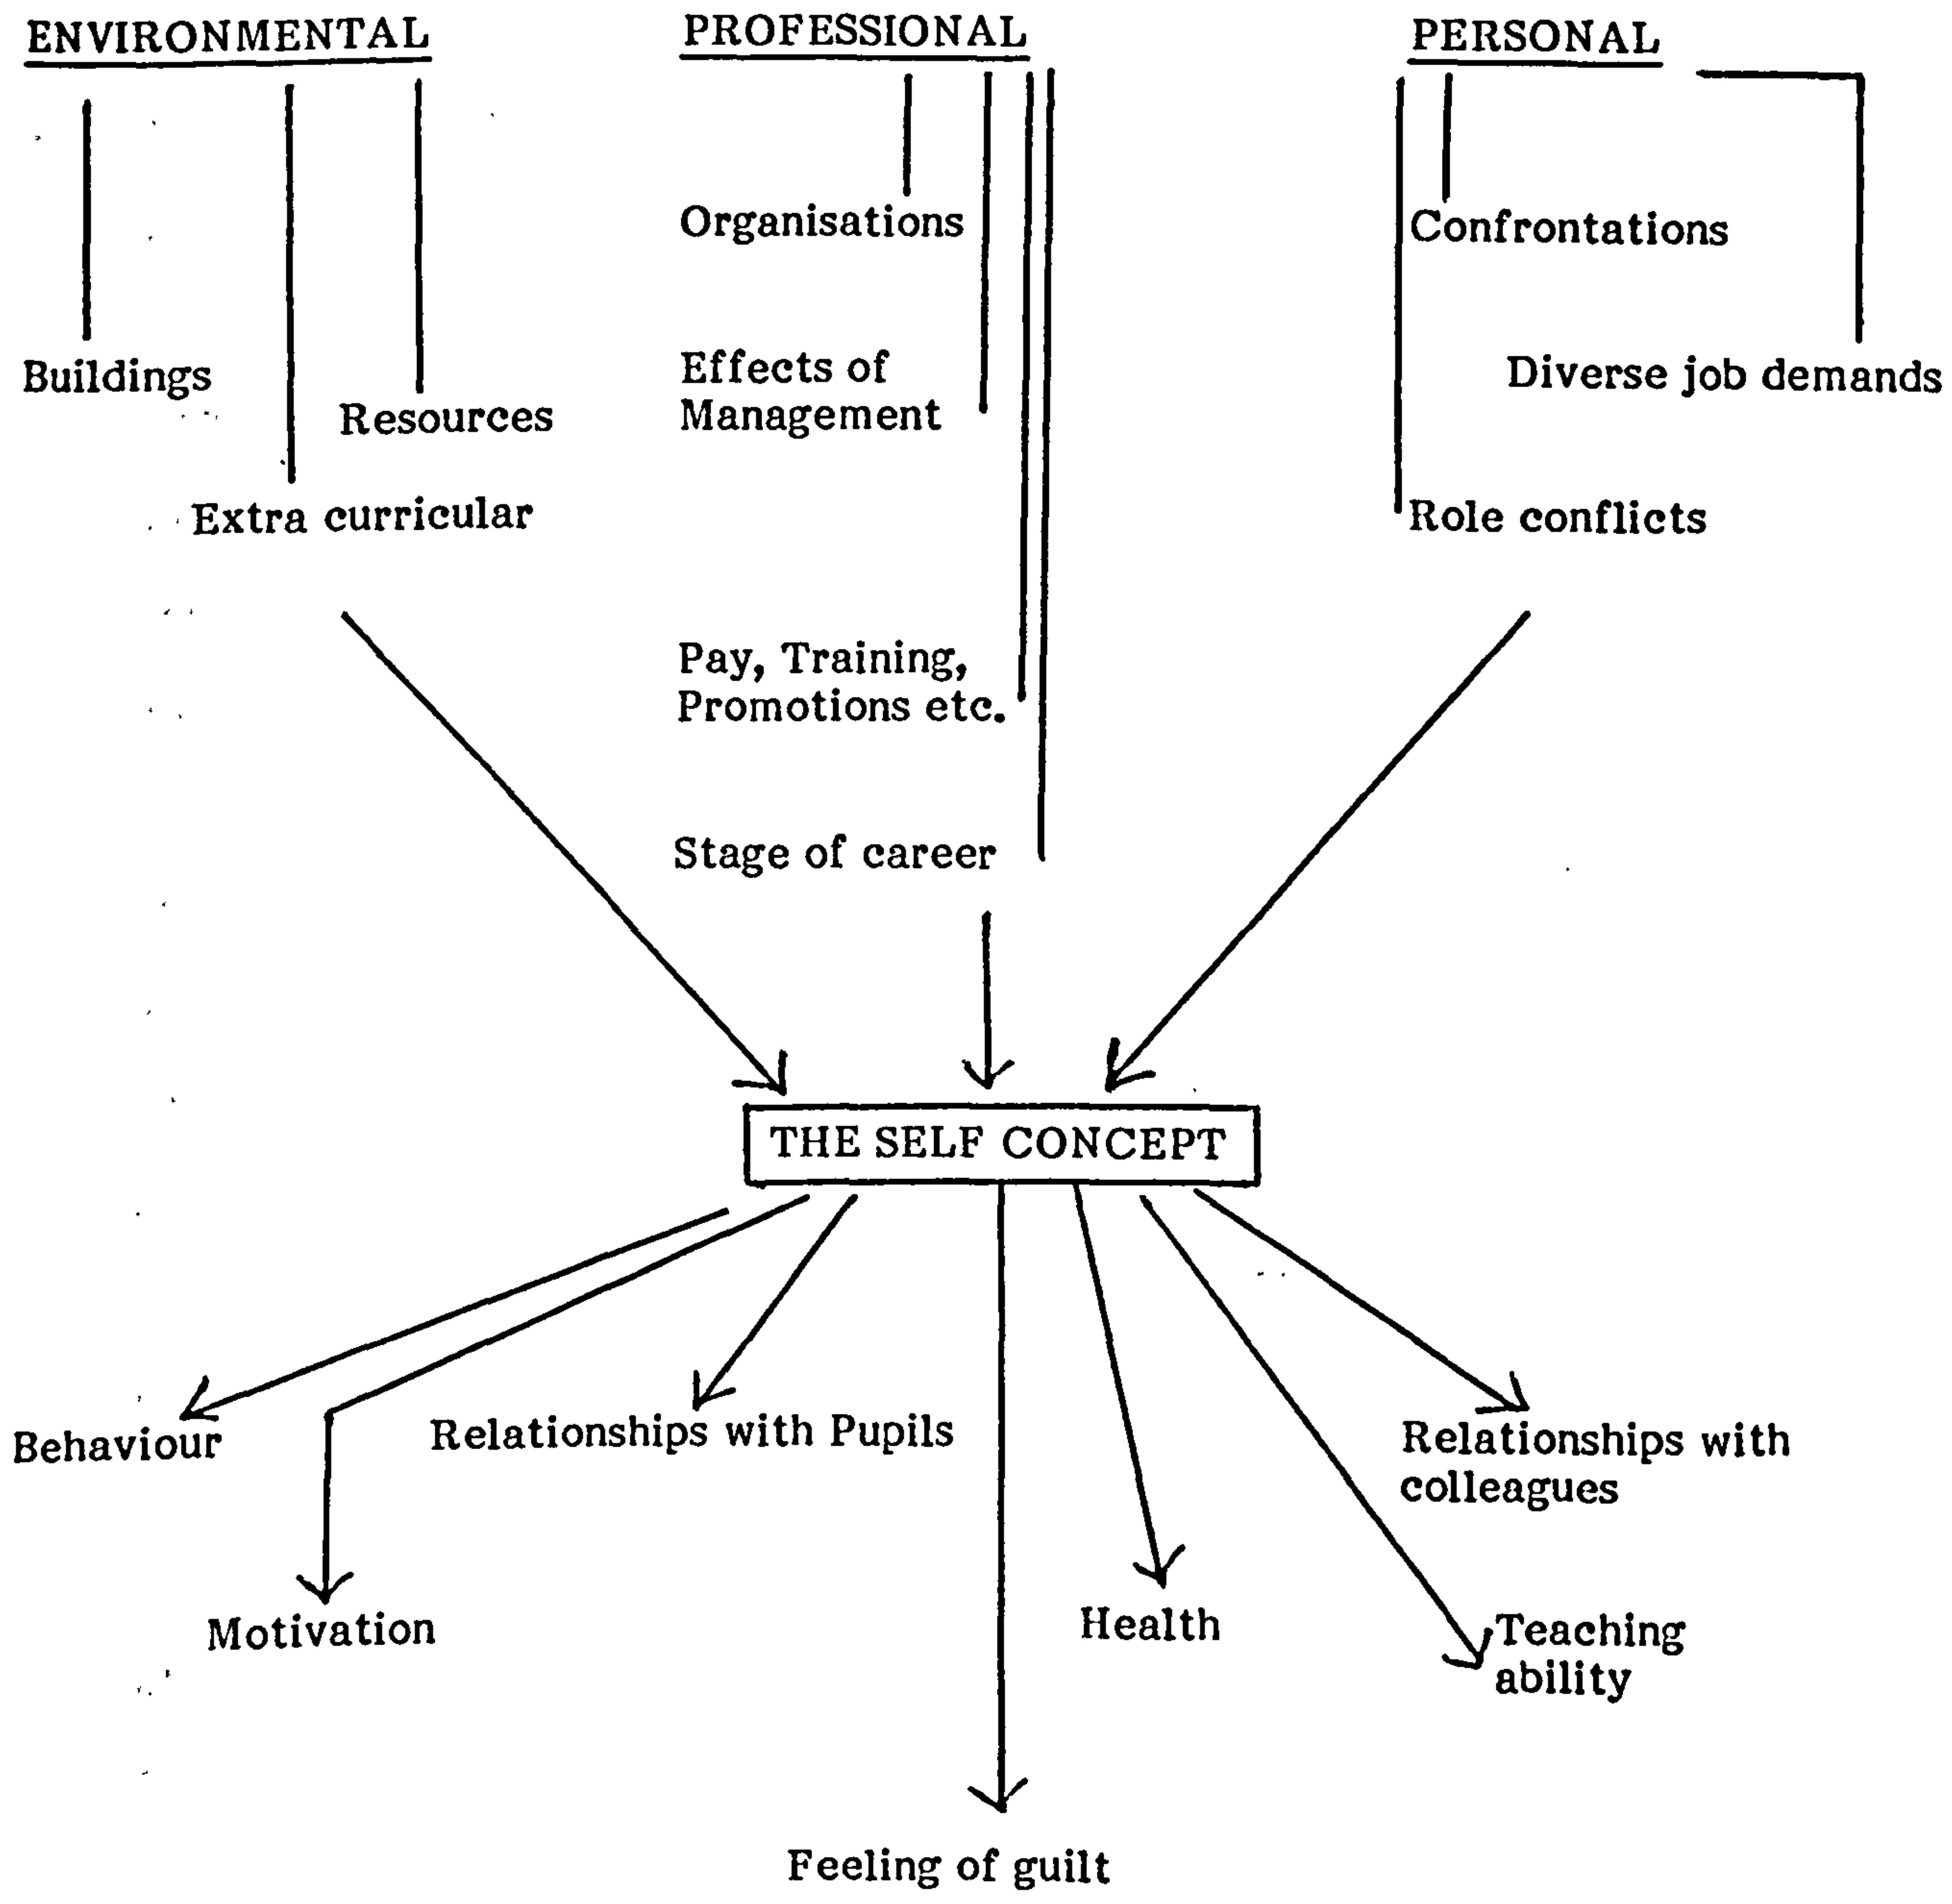 ENVIRONMENTAL
PROFESSIONAL
PERSONAL
Organisations
Confrontations
Buildings
Resources
Effects of
Management
Diverse job demands
Extra curricular
Role conflicts
Pay, Training,
Promotions etc.
Stage of career
THE SELF CONCEPT
Behaviour
Relationships with Pupils
Relationships with
colleagues
Motivation
Health
Teaching
ability
Feeling of guilt